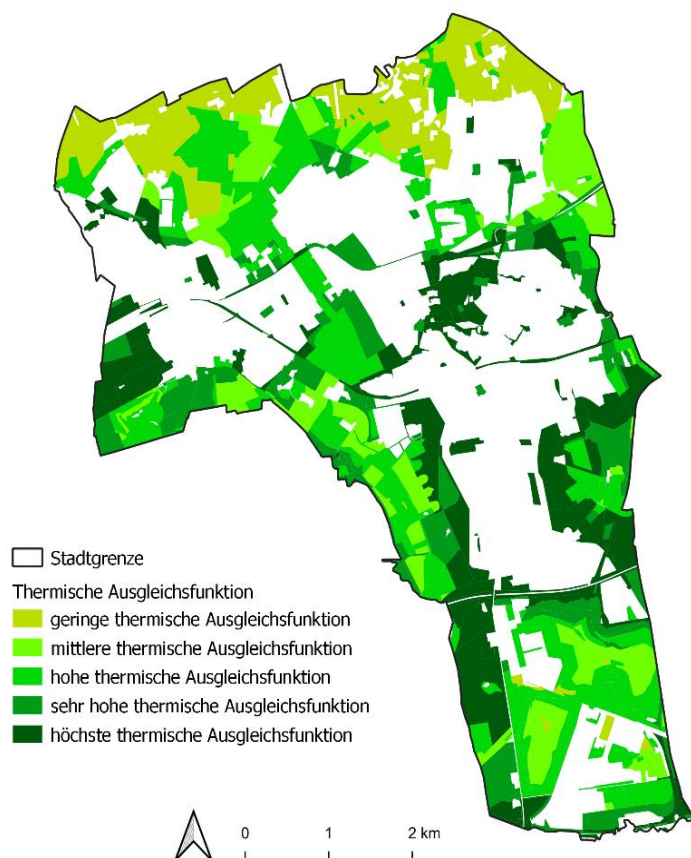 Stadtgrenze
Thermische Ausgleichsfunktion
geringe thermische Ausgleichsfunktion
mittlere thermische Ausgleichsfunktion
hohe thermische Ausgleichsfunktion
sehr hohe thermische Ausgleichsfunktion
höchste thermische Ausgleichsfunktion
0 1 2 km